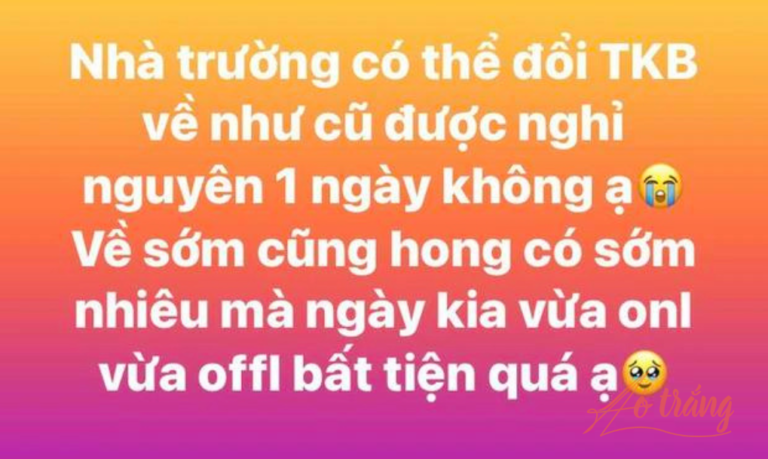 Nhà trường có thể đổi TKB
về như cũ được nghỉ
nguyên 1 ngày không ạ😭
Về sớm cũng hong có sớm
nhiêu mà ngày kia vừa onl
vừa offl bất tiện quá ạ🥹
Áo trắng